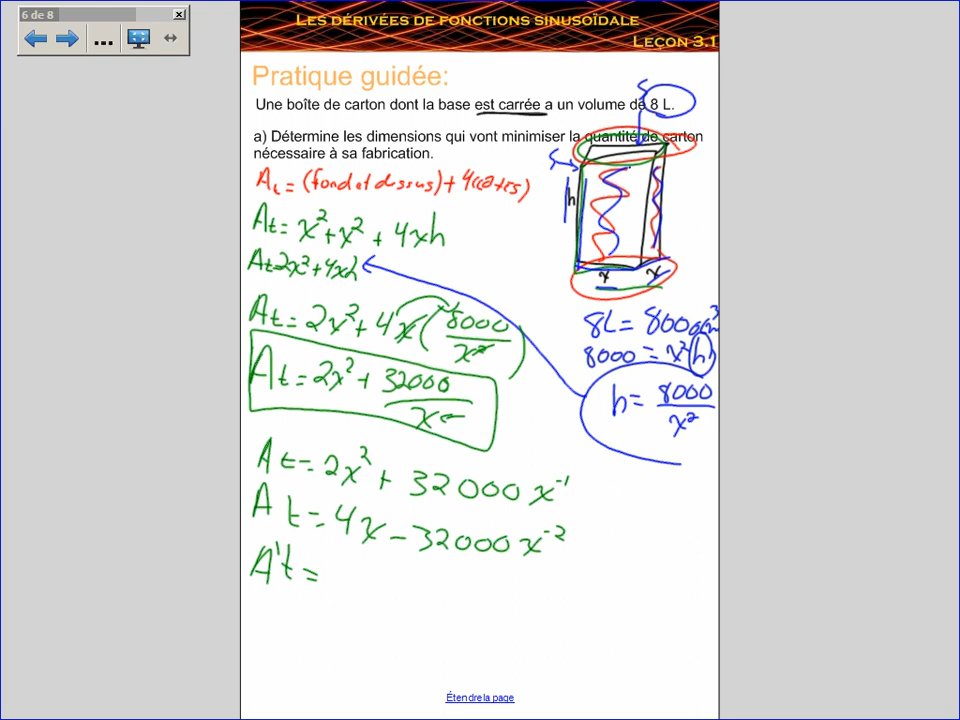 6 de 8
LES DÉRIVÉES DE FONCTIONS SINUSOÏDALE
LEÇON 3.1
Pratique guidée:
Une boîte de carton dont la base est carrée a un volume de 8 L.
a) Détermine les dimensions qui vont minimiser la quantité de carton
nécessaire à sa fabrication.
At = (fond et dessus) + 4(côtés)
At = x² + x² + 4xh
At = 2x² + 4xh
At = 2x² + 4x(8000/x²)
At = 2x² + 32000/x
At = 2x² + 32000x⁻¹
At = 4x - 32000x⁻²
A't =
S
S
h
x
x
8L = 8000cm³
8000 = x²(h)
h = 8000/x²
Étendre la page